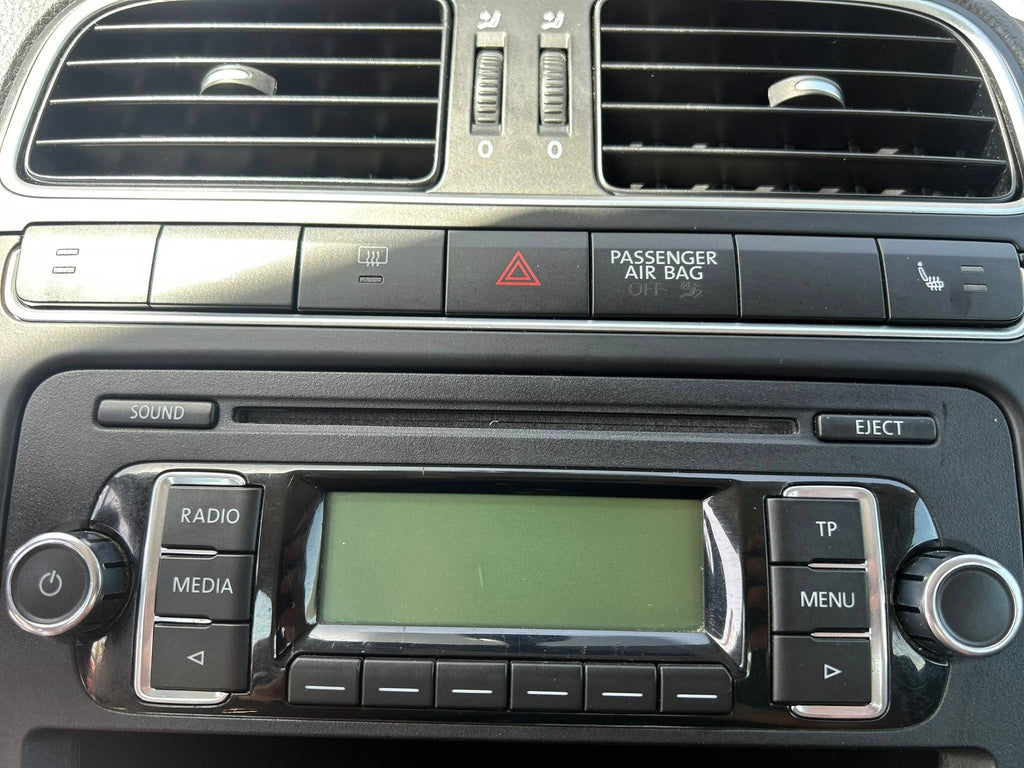 0 0
PASSENGER
AIR BAG
OFF
SOUND
EJECT
RADIO
TP
MEDIA
MENU